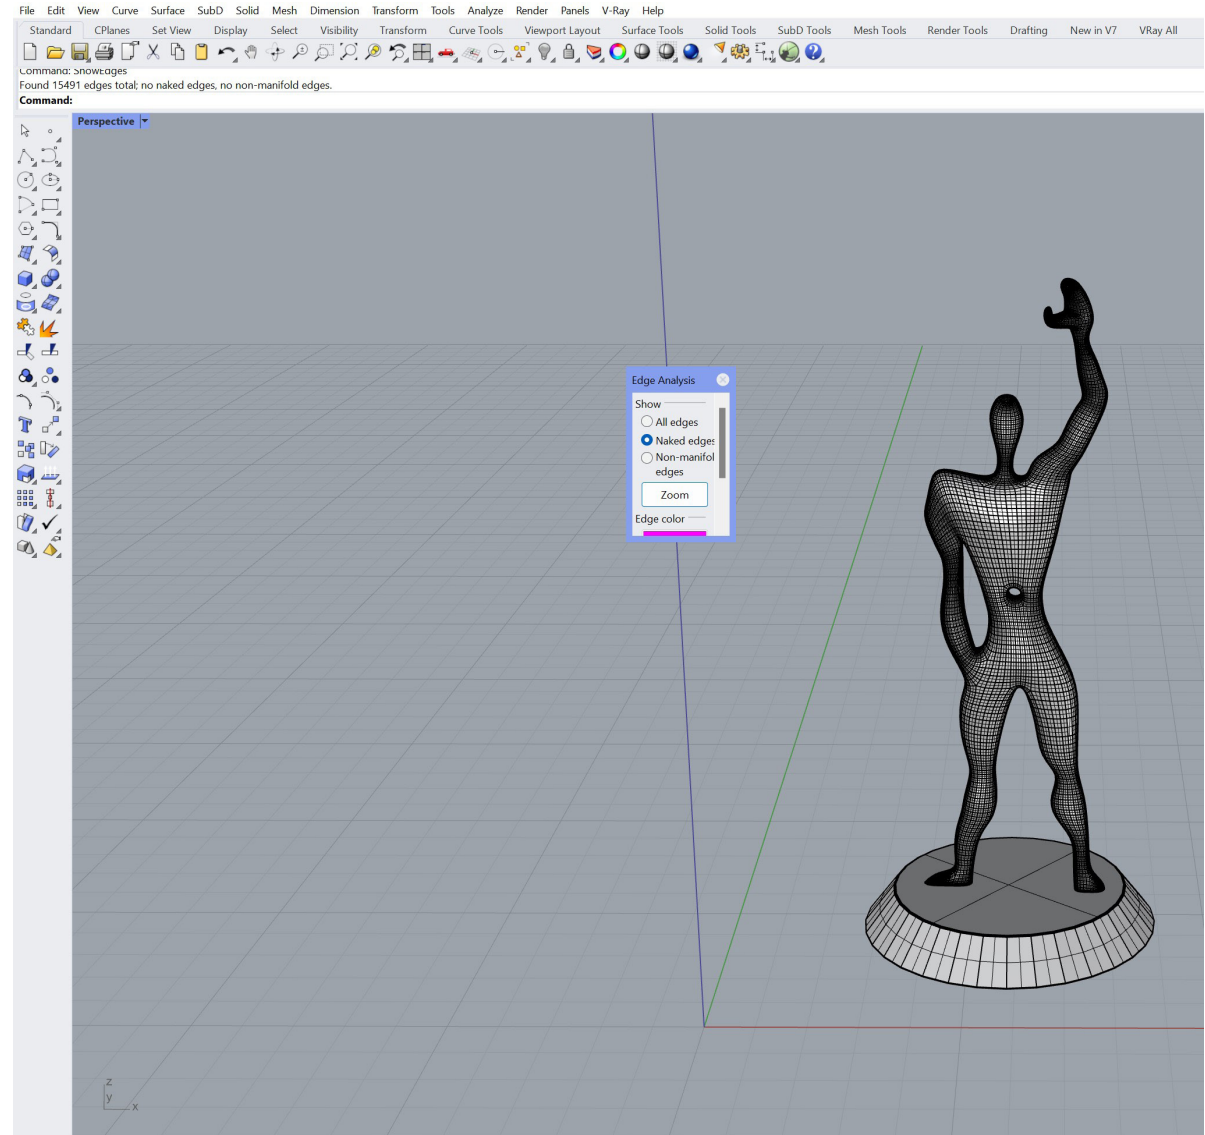 File Edit View Curve Surface SubD Solid Mesh Dimension Transform Tools Analyze Render Panels V-Ray Help
Standard CPlanes Set View Display Select Visibility Transform Curve Tools Viewport Layout Surface Tools Solid Tools SubD Tools Mesh Tools Render Tools Drafting New in V7 VRay All
Command: ShowEdges
Found 15491 edges total; no naked edges, no non-manifold edges.
Command:
Perspective
Edge Analysis
Show
All edges
Naked edges
Non-manifol
edges
Zoom
Edge color
z
y
x